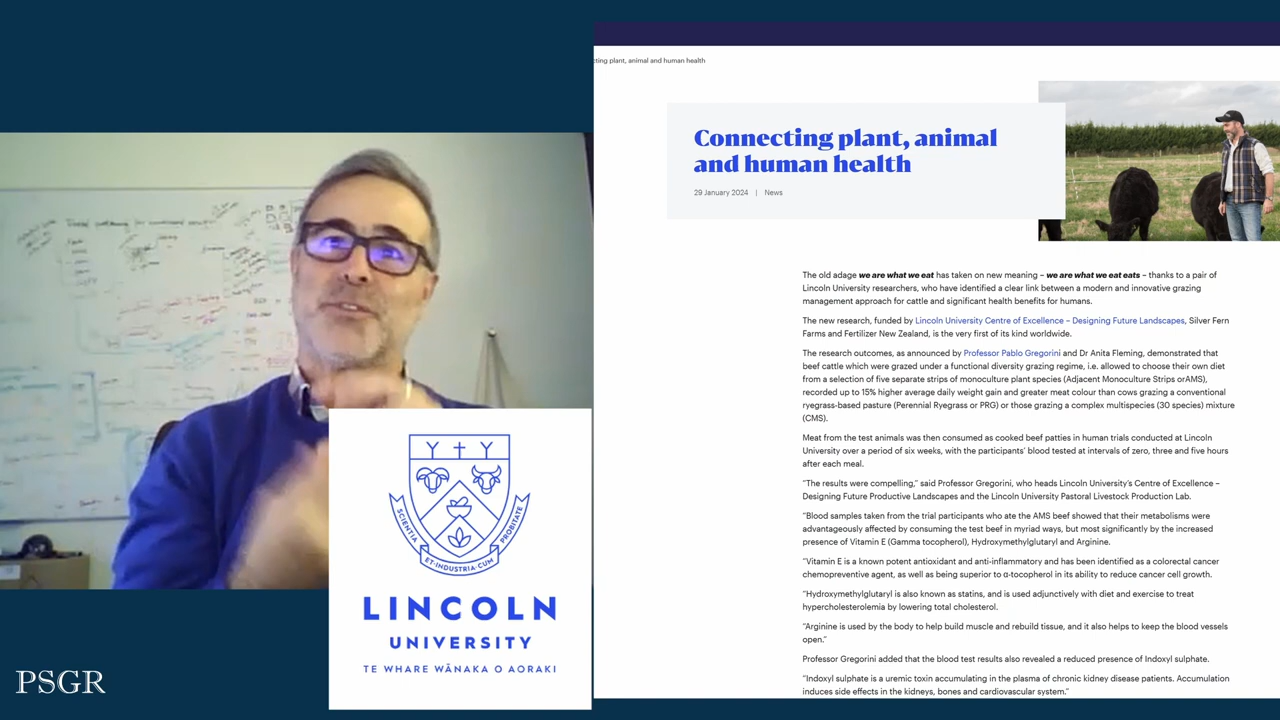 cting plant, animal and human health
Connecting plant, animal
and human health
29 January 2024 | News
The old adage we are what we eat has taken on new meaning – we are what we eat eats – thanks to a pair of
Lincoln University researchers, who have identified a clear link between a modern and innovative grazing
management approach for cattle and significant health benefits for humans.
The new research, funded by Lincoln University Centre of Excellence – Designing Future Landscapes, Silver Fern
Farms and Fertilizer New Zealand, is the very first of its kind worldwide.
The research outcomes, as announced by Professor Pablo Gregorini and Dr Anita Fleming, demonstrated that
beef cattle which were grazed under a functional diversity grazing regime, i.e. allowed to choose their own diet
from a selection of five separate strips of monoculture plant species (Adjacent Monoculture Strips orAMS),
recorded up to 15% higher average daily weight gain and greater meat colour than cows grazing a conventional
ryegrass-based pasture (Perennial Ryegrass or PRG) or those grazing a complex multispecies (30 species) mixture
(CMS).
Meat from the test animals was then consumed as cooked beef patties in human trials conducted at Lincoln
University over a period of six weeks, with the participants' blood tested at intervals of zero, three and five hours
after each meal.
"The results were compelling," said Professor Gregorini, who heads Lincoln University's Centre of Excellence –
Designing Future Productive Landscapes and the Lincoln University Pastoral Livestock Production Lab.
"Blood samples taken from the trial participants who ate the AMS beef showed that their metabolisms were
advantageously affected by consuming the test beef in myriad ways, but most significantly by the increased
presence of Vitamin E (Gamma tocopherol), Hydroxymethylglutaryl and Arginine.
"Vitamin E is a known potent antioxidant and anti-inflammatory and has been identified as a colorectal cancer
chemopreventive agent, as well as being superior to α-tocopherol in its ability to reduce cancer cell growth.
"Hydroxymethylglutaryl is also known as statins, and is used adjunctively with diet and exercise to treat
hypercholesterolemia by lowering total cholesterol.
"Arginine is used by the body to help build muscle and rebuild tissue, and it also helps to keep the blood vessels
open."
Professor Gregorini added that the blood test results also revealed a reduced presence of Indoxyl sulphate.
"Indoxyl sulphate is a uremic toxin accumulating in the plasma of chronic kidney disease patients. Accumulation
induces side effects in the kidneys, bones and cardiovascular system."
SCIENTIA ET·INDUSTRIA·CUM PROBITATE
LINCOLN
UNIVERSITY
TE WHARE WĀNAKA O AORAKI
PSGR